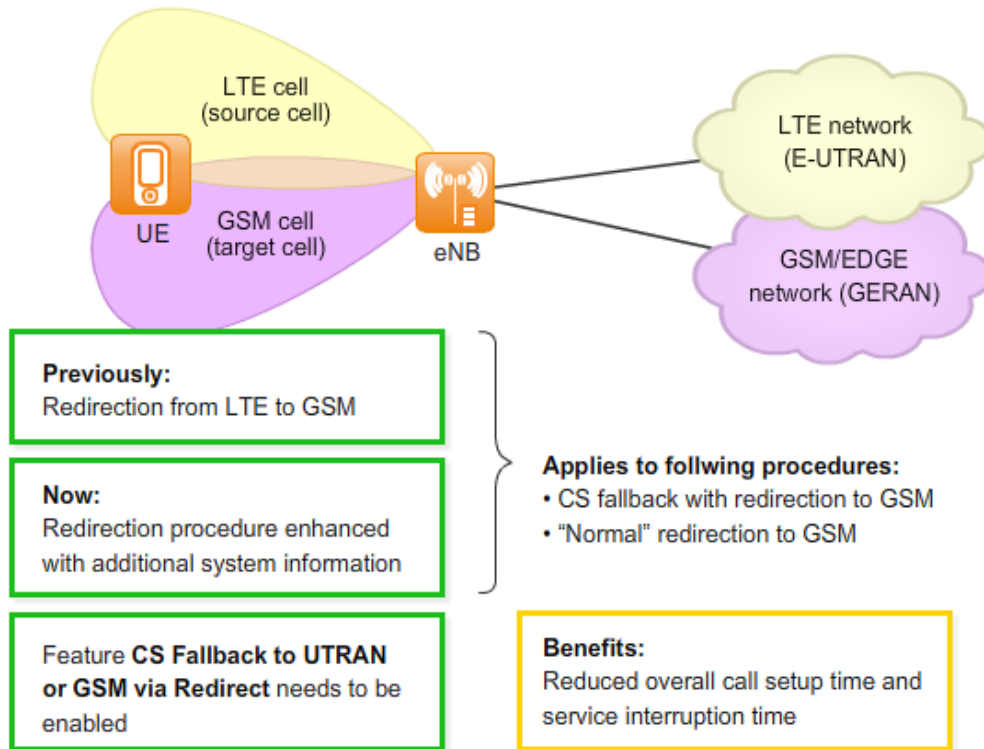 LTE cell
(source cell)
UE
GSM cell
(target cell)
eNB
LTE network
(E-UTRAN)
GSM/EDGE
network (GERAN)
Previously:
Redirection from LTE to GSM
Now:
Redirection procedure enhanced
with additional system information
Applies to follwing procedures:
• CS fallback with redirection to GSM
• “Normal” redirection to GSM
Feature CS Fallback to UTRAN
or GSM via Redirect needs to be
enabled
Benefits:
Reduced overall call setup time and
service interruption time